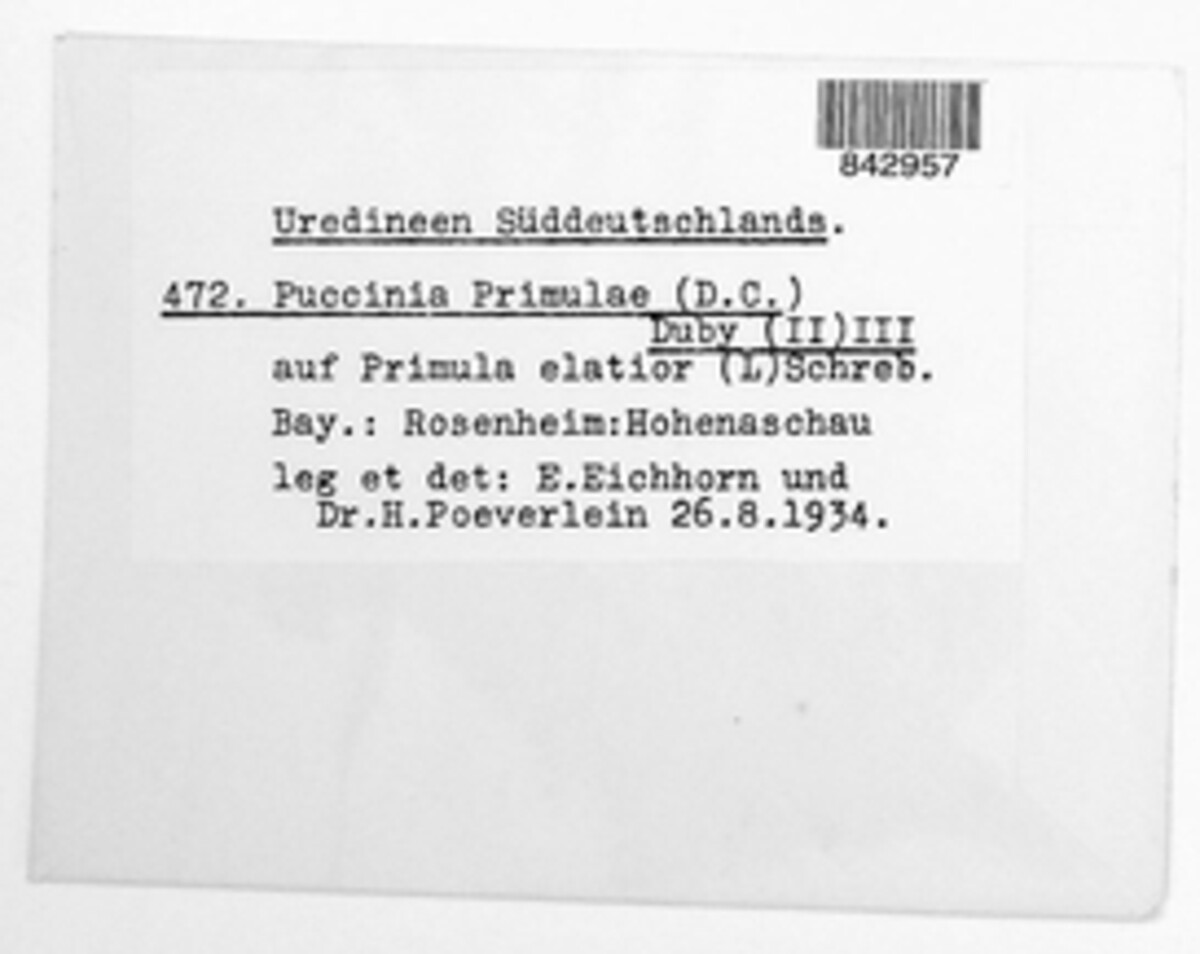 842957
Uredineen Süddeutschlands.
472. Puccinia Primulae (D.C.)
Duby (II)III
auf Primula elatior (L)Schreb.
Bay.: Rosenheim:Hohenaschau
leg et det: E.Eichhorn und
Dr.H.Poeverlein 26.8.1934.